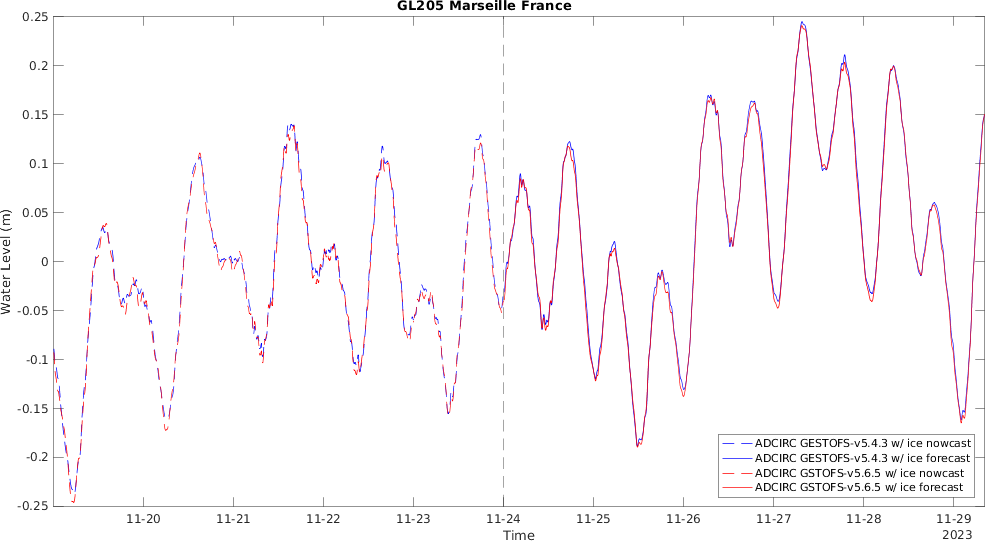 GL205 Marseille France
Water Level (m)
0.25
0.2
0.15
0.1
0.05
0
-0.05
-0.1
-0.15
-0.2
-0.25
ADCIRC GESTOFS-v5.4.3 w/ ice nowcast
ADCIRC GESTOFS-v5.4.3 w/ ice forecast
ADCIRC GSTOFS-v5.6.5 w/ ice nowcast
ADCIRC GSTOFS-v5.6.5 w/ ice forecast
11-20 11-21 11-22 11-23 11-24 11-25 11-26 11-27 11-28 11-29
Time 2023